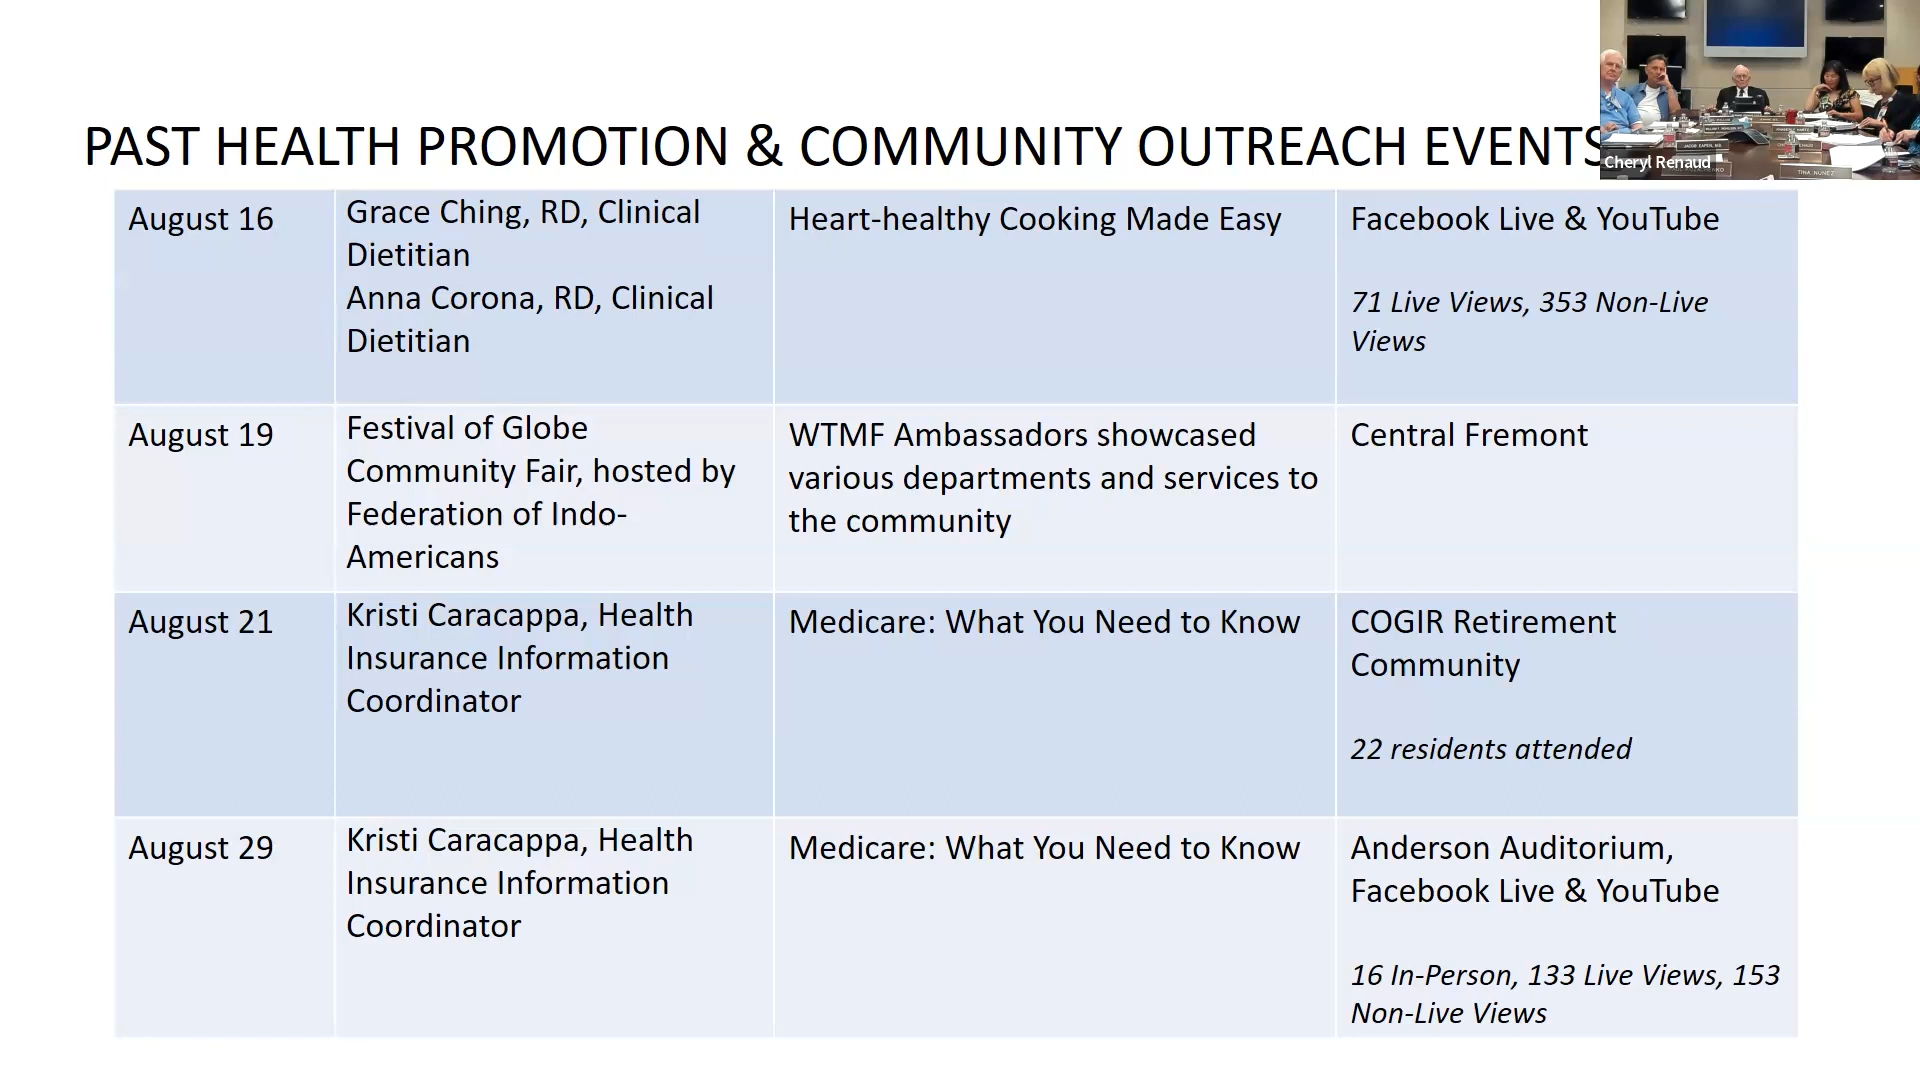 PAST HEALTH PROMOTION & COMMUNITY OUTREACH EVENTS
Cheryl Renaud
TINA NUNEZ
August 16
Grace Ching, RD, Clinical
Dietitian
Anna Corona, RD, Clinical
Dietitian
Heart-healthy Cooking Made Easy
Facebook Live & YouTube
71 Live Views, 353 Non-Live
Views
August 19
Festival of Globe
Community Fair, hosted by
Federation of Indo-
Americans
WTMF Ambassadors showcased
various departments and services to
the community
Central Fremont
August 21
Kristi Caracappa, Health
Insurance Information
Coordinator
Medicare: What You Need to Know
COGIR Retirement
Community
22 residents attended
August 29
Kristi Caracappa, Health
Insurance Information
Coordinator
Medicare: What You Need to Know
Anderson Auditorium,
Facebook Live & YouTube
16 In-Person, 133 Live Views, 153
Non-Live Views